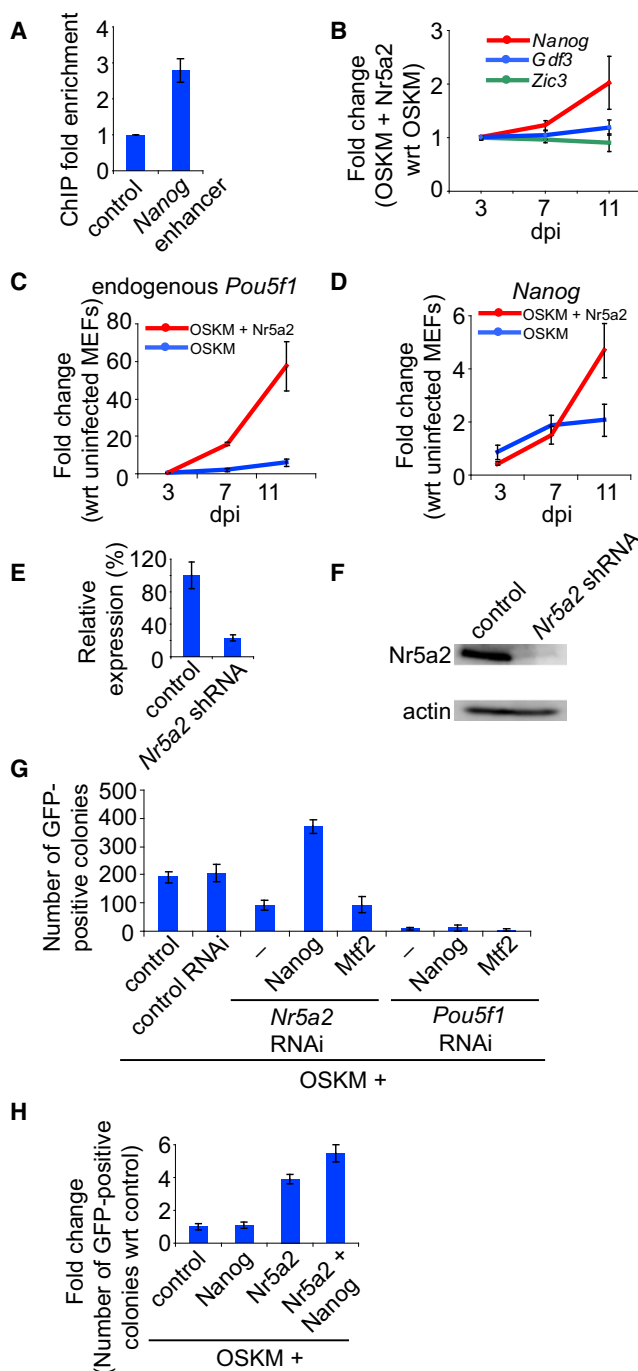 A
ChIP fold enrichment
4
3
2
1
0
control
Nanog
enhancer
B
Fold change
(OSKM + Nr5a2
wrt OSKM)
3
2
1
0
Nanog
Gdf3
Zic3
3 7 11
dpi
C
endogenous Pou5f1
Fold change
(wrt uninfected MEFs)
80
60
40
20
0
OSKM + Nr5a2
OSKM
3 7 11
dpi
D
Nanog
Fold change
(wrt uninfected MEFs)
6
4
2
0
OSKM + Nr5a2
OSKM
3 7 11
dpi
E
Relative
expression (%)
120
80
40
0
control
Nr5a2 shRNA
F
control
Nr5a2 shRNA
Nr5a2
actin
G
Number of GFP-
positive colonies
500
400
300
200
100
0
control
control RNAi
–
Nanog
Mtf2
–
Nanog
Mtf2
Nr5a2
RNAi
Pou5f1
RNAi
OSKM +
H
Fold change
(Number of GFP-positive
colonies wrt control)
6
4
2
0
control
Nanog
Nr5a2
Nr5a2 +
Nanog
OSKM +